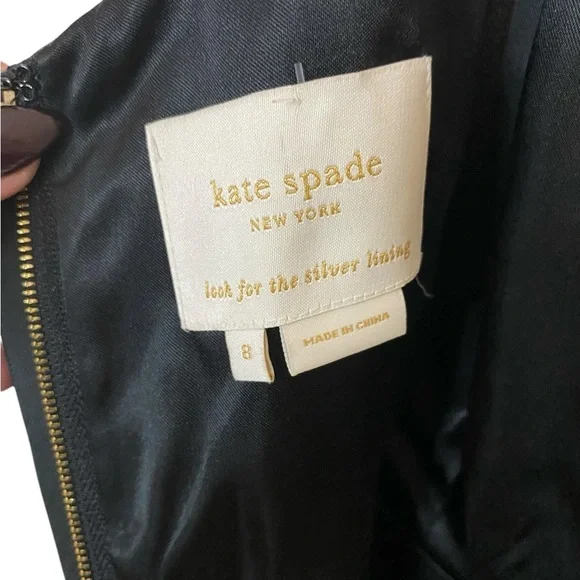 kate spade
NEW YORK
look for the silver lining
8
MADE IN CHINA